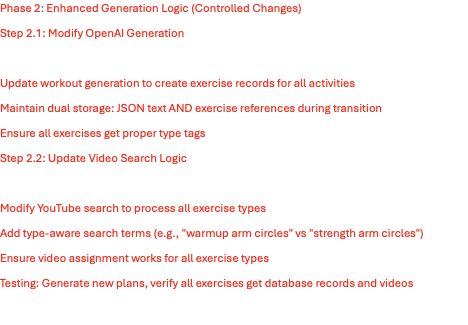 Phase 2: Enhanced Generation Logic (Controlled Changes)
Step 2.1: Modify OpenAI Generation
Update workout generation to create exercise records for all activities
Maintain dual storage: JSON text AND exercise references during transition
Ensure all exercises get proper type tags
Step 2.2: Update Video Search Logic
Modify YouTube search to process all exercise types
Add type-aware search terms (e.g., "warmup arm circles" vs "strength arm circles")
Ensure video assignment works for all exercise types
Testing: Generate new plans, verify all exercises get database records and videos